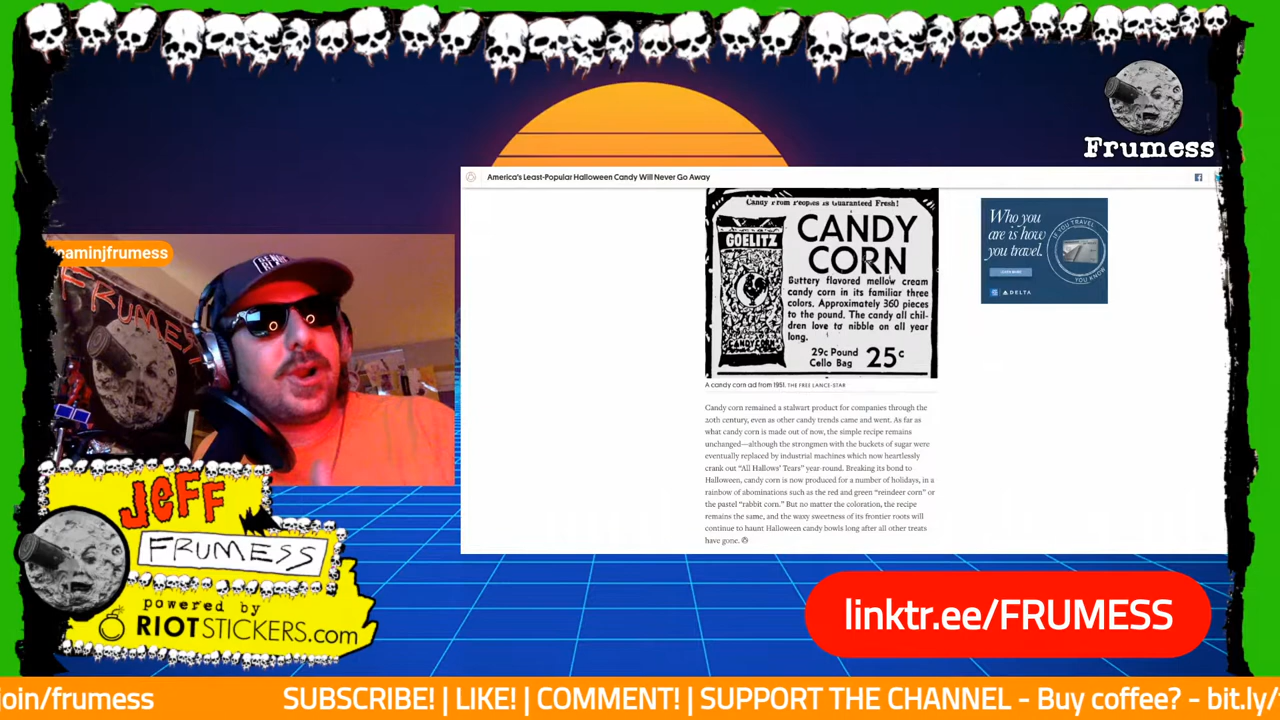 Frumess
America's Least-Popular Halloween Candy Will Never Go Away
eaminjfrumess
FRUMESS
Candy From Peoples is Guaranteed Fresh!
GOELITZ
CANDY CORN
CANDY
CORN
Buttery flavored mellow cream
candy corn in its familiar three
colors. Approximately 360 pieces
to the pound. The candy all chil-
dren love to nibble on all year
long.
29c Pound
Cello Bag
25c
A candy corn ad from 1951. THE FREE LANCE-STAR
Who you
are is how
you travel.
LEARN MORE
IF YOU TRAVEL,
YOU KNOW
DELTA
Candy corn remained a stalwart product for companies through the
20th century, even as other candy trends came and went. As far as
what candy corn is made out of now, the simple recipe remains
unchanged—although the strongmen with the buckets of sugar were
eventually replaced by industrial machines which now heartlessly
crank out “All Hallows’ Tears” year-round. Breaking its bond to
Halloween, candy corn is now produced for a number of holidays, in a
rainbow of abominations such as the red and green “reindeer corn” or
the pastel “rabbit corn.” But no matter the coloration, the recipe
remains the same, and the waxy sweetness of its frontier roots will
continue to haunt Halloween candy bowls long after all other treats
have gone.
JEFF
FRUMESS
powered by
RIOTSTICKERS.com
linktr.ee/FRUMESS
join/frumess SUBSCRIBE! | LIKE! | COMMENT! | SUPPORT THE CHANNEL - Buy coffee? - bit.ly/